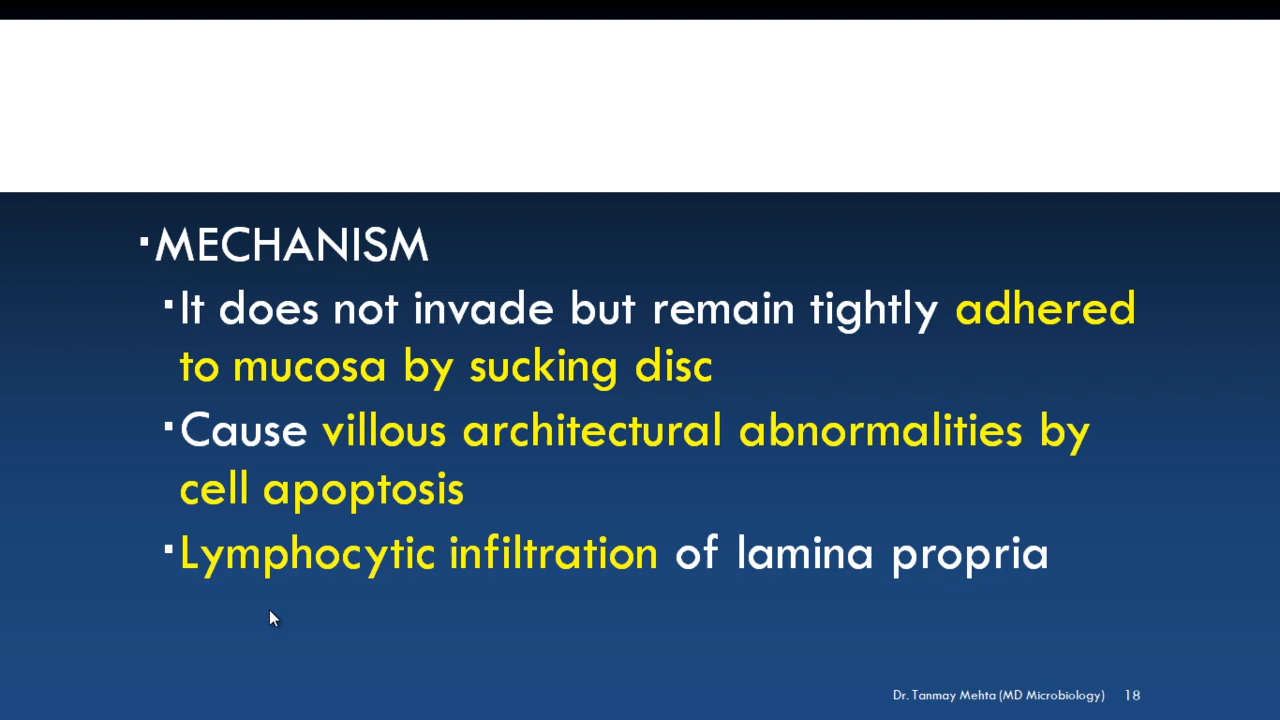 ▪MECHANISM
▪It does not invade but remain tightly adhered
to mucosa by sucking disc
▪Cause villous architectural abnormalities by
cell apoptosis
▪Lymphocytic infiltration of lamina propria
Dr. Tanmay Mehta (MD Microbiology) 18